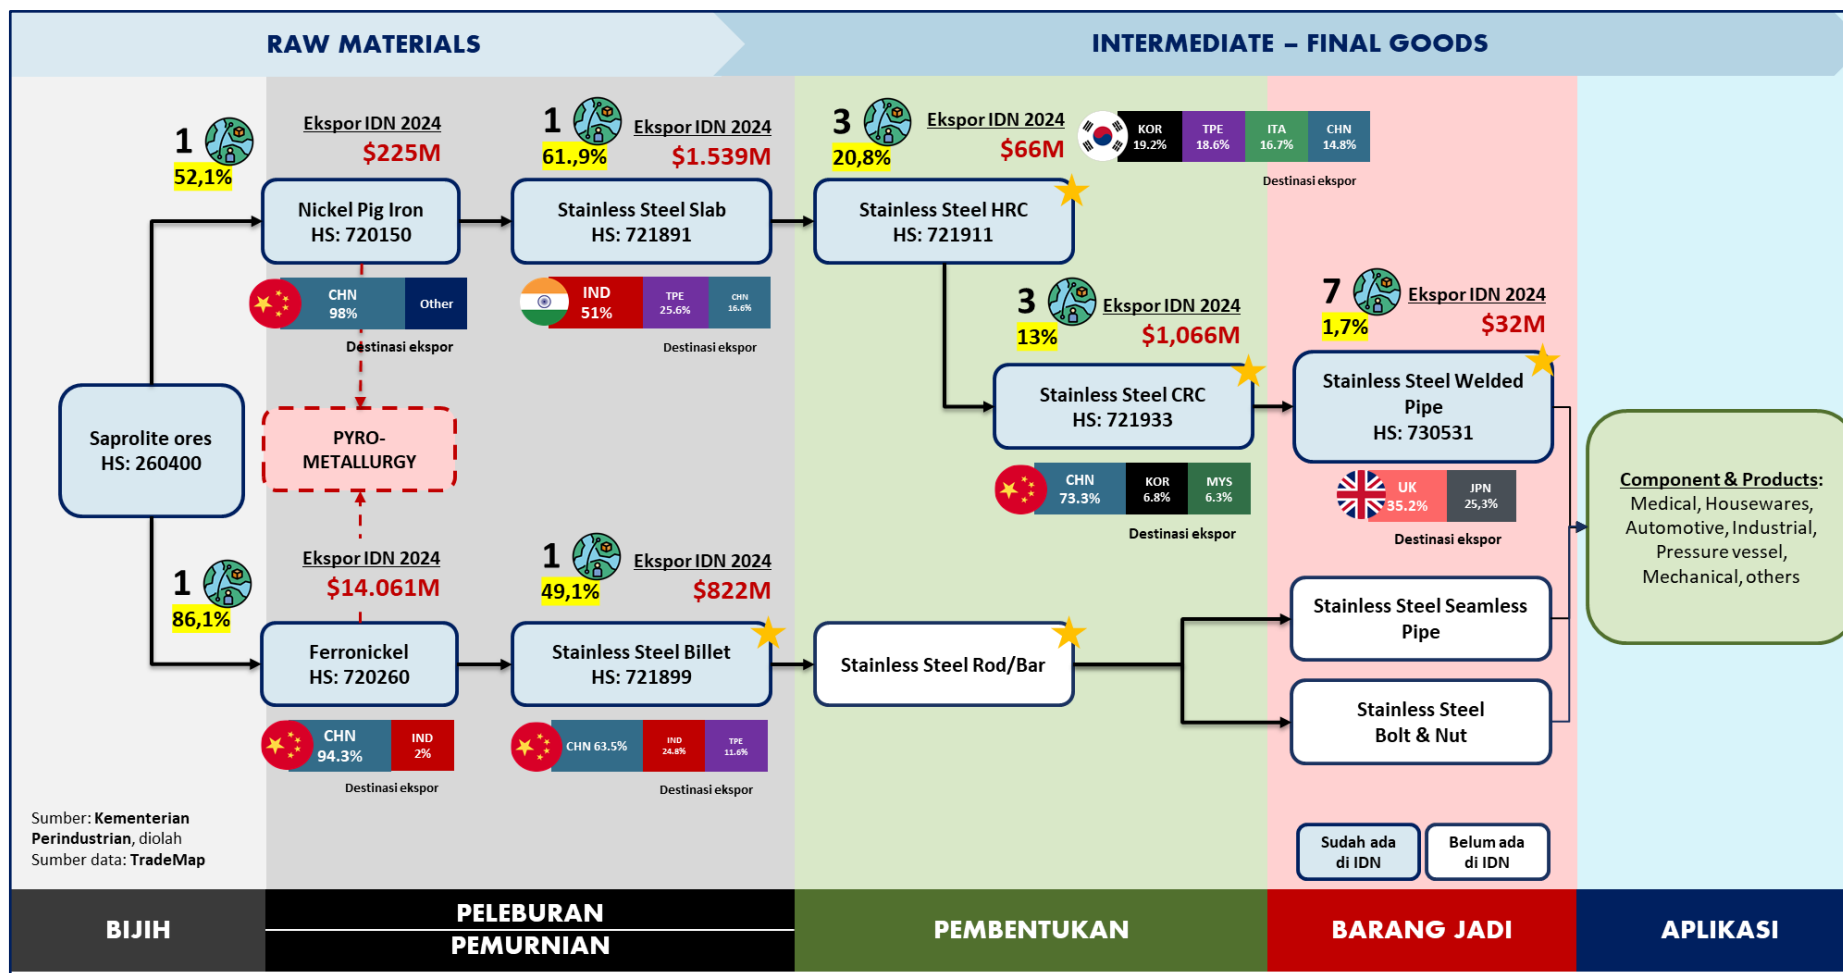 RAW MATERIALS
INTERMEDIATE – FINAL GOODS
1
52,1%
Ekspor IDN 2024
$225M
Nickel Pig Iron
HS: 720150
CHN
98%
Other
Destinasi ekspor
1
61.,9%
Ekspor IDN 2024
$1.539M
Stainless Steel Slab
HS: 721891
IND
51%
TPE
25.6%
CHN
16.6%
Destinasi ekspor
3
20,8%
Ekspor IDN 2024
$66M
Stainless Steel HRC
HS: 721911
KOR
19.2%
TPE
18.6%
ITA
16.7%
CHN
14.8%
Destinasi ekspor
3
13%
Ekspor IDN 2024
$1,066M
Stainless Steel CRC
HS: 721933
CHN
73.3%
KOR
6.8%
MYS
6.3%
Destinasi ekspor
7
1,7%
Ekspor IDN 2024
$32M
Stainless Steel Welded
Pipe
HS: 730531
UK
35.2%
JPN
25,3%
Destinasi ekspor
Saprolite ores
HS: 260400
PYRO-
METALLURGY
Component & Products:
Medical, Housewares,
Automotive, Industrial,
Pressure vessel,
Mechanical, others
1
86,1%
Ekspor IDN 2024
$14.061M
Ferronickel
HS: 720260
CHN
94.3%
IND
2%
Destinasi ekspor
1
49,1%
Ekspor IDN 2024
$822M
Stainless Steel Billet
HS: 721899
CHN 63.5%
IND
24.8%
TPE
11.6%
Destinasi ekspor
Stainless Steel Rod/Bar
Stainless Steel Seamless
Pipe
Stainless Steel
Bolt & Nut
Sumber: Kementerian
Perindustrian, diolah
Sumber data: TradeMap
Sudah ada
di IDN
Belum ada
di IDN
BIJIH
PELEBURAN
PEMURNIAN
PEMBENTUKAN
BARANG JADI
APLIKASI